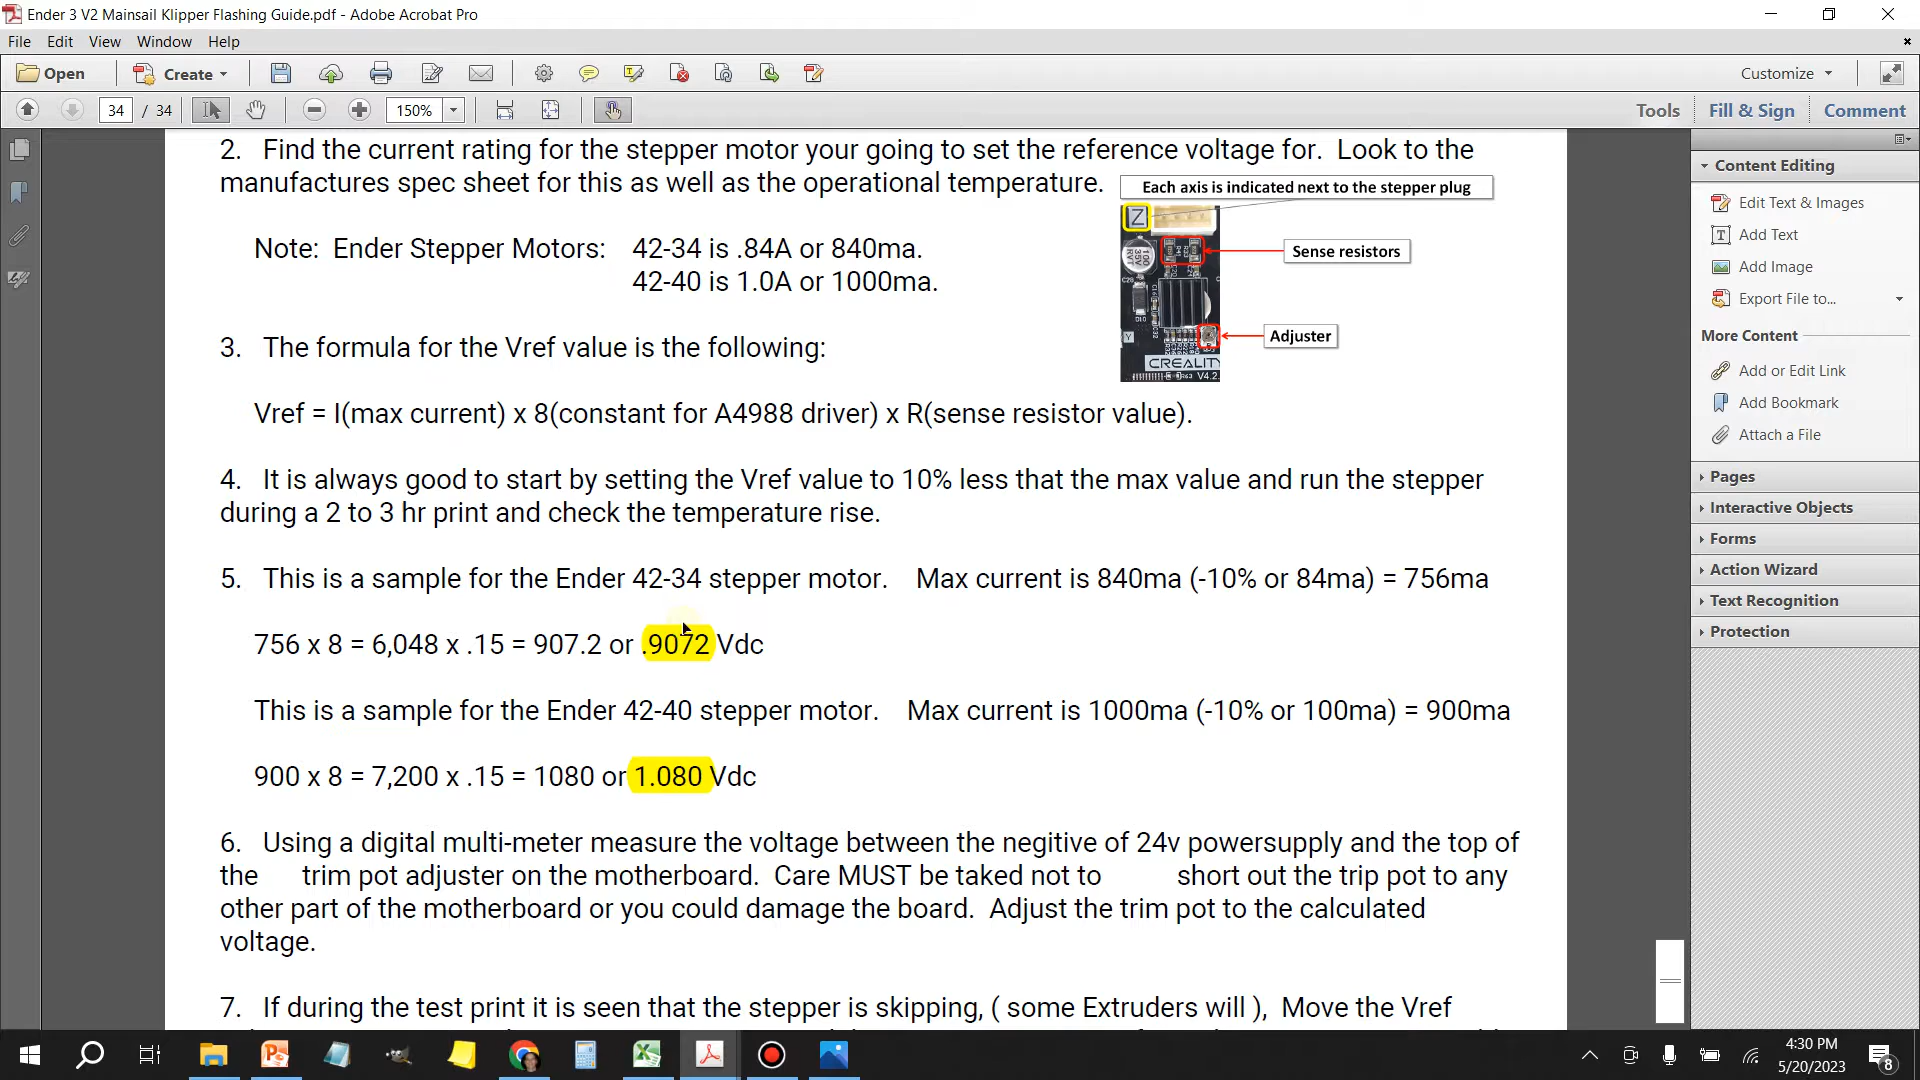 Ender 3 V2 Mainsail Klipper Flashing Guide.pdf - Adobe Acrobat Pro
File Edit View Window Help
Open Create Customize
34 / 34 150% Tools Fill & Sign Comment
2. Find the current rating for the stepper motor your going to set the reference voltage for. Look to the
manufactures spec sheet for this as well as the operational temperature.
Each axis is indicated next to the stepper plug
Z
Sense resistors
Adjuster
Y
CREALITY
V4.2.
Note: Ender Stepper Motors: 42-34 is .84A or 840ma.
42-40 is 1.0A or 1000ma.
3. The formula for the Vref value is the following:
Vref = I(max current) x 8(constant for A4988 driver) x R(sense resistor value).
4. It is always good to start by setting the Vref value to 10% less that the max value and run the stepper
during a 2 to 3 hr print and check the temperature rise.
5. This is a sample for the Ender 42-34 stepper motor. Max current is 840ma (-10% or 84ma) = 756ma
756 x 8 = 6,048 x .15 = 907.2 or .9072 Vdc
This is a sample for the Ender 42-40 stepper motor. Max current is 1000ma (-10% or 100ma) = 900ma
900 x 8 = 7,200 x .15 = 1080 or 1.080 Vdc
6. Using a digital multi-meter measure the voltage between the negitive of 24v powersupply and the top of
the trim pot adjuster on the motherboard. Care MUST be taked not to short out the trip pot to any
other part of the motherboard or you could damage the board. Adjust the trim pot to the calculated
voltage.
7. If during the test print it is seen that the stepper is skipping, ( some Extruders will ), Move the Vref
Content Editing
Edit Text & Images
Add Text
Add Image
Export File to...
More Content
Add or Edit Link
Add Bookmark
Attach a File
Pages
Interactive Objects
Forms
Action Wizard
Text Recognition
Protection
4:30 PM
5/20/2023
8